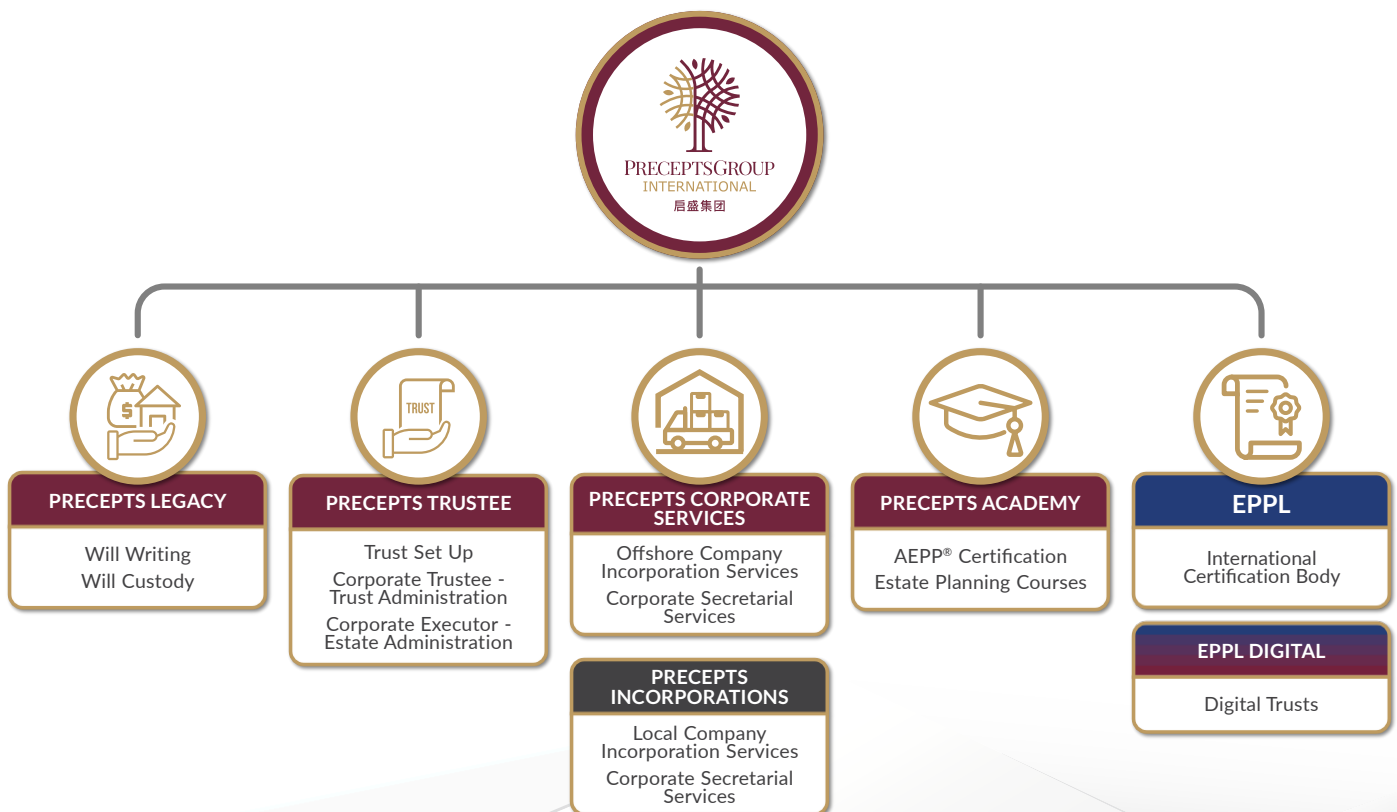 PRECEPTSGROUP
INTERNATIONAL
启盛集团
$
PRECEPTS LEGACY
Will Writing
Will Custody
TRUST
PRECEPTS TRUSTEE
Trust Set Up
Corporate Trustee -
Trust Administration
Corporate Executor -
Estate Administration
PRECEPTS CORPORATE
SERVICES
Offshore Company
Incorporation Services
Corporate Secretarial
Services
PRECEPTS
INCORPORATIONS
Local Company
Incorporation Services
Corporate Secretarial
Services
PRECEPTS ACADEMY
AEPP® Certification
Estate Planning Courses
EPPL
International
Certification Body
EPPL DIGITAL
Digital Trusts